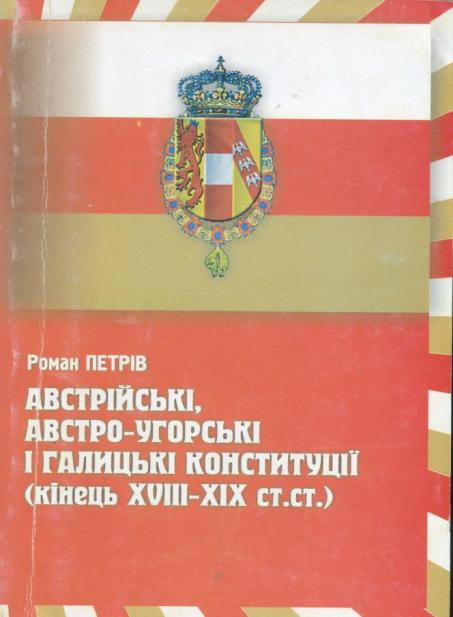 Роман ПЕТРІВ
АВСТРІЙСЬКІ,
АВСТРО-УГОРСЬКІ
І ГАЛИЦЬКІ КОНСТИТУЦІЇ
(кінець XVIII-XIX ст.ст.)